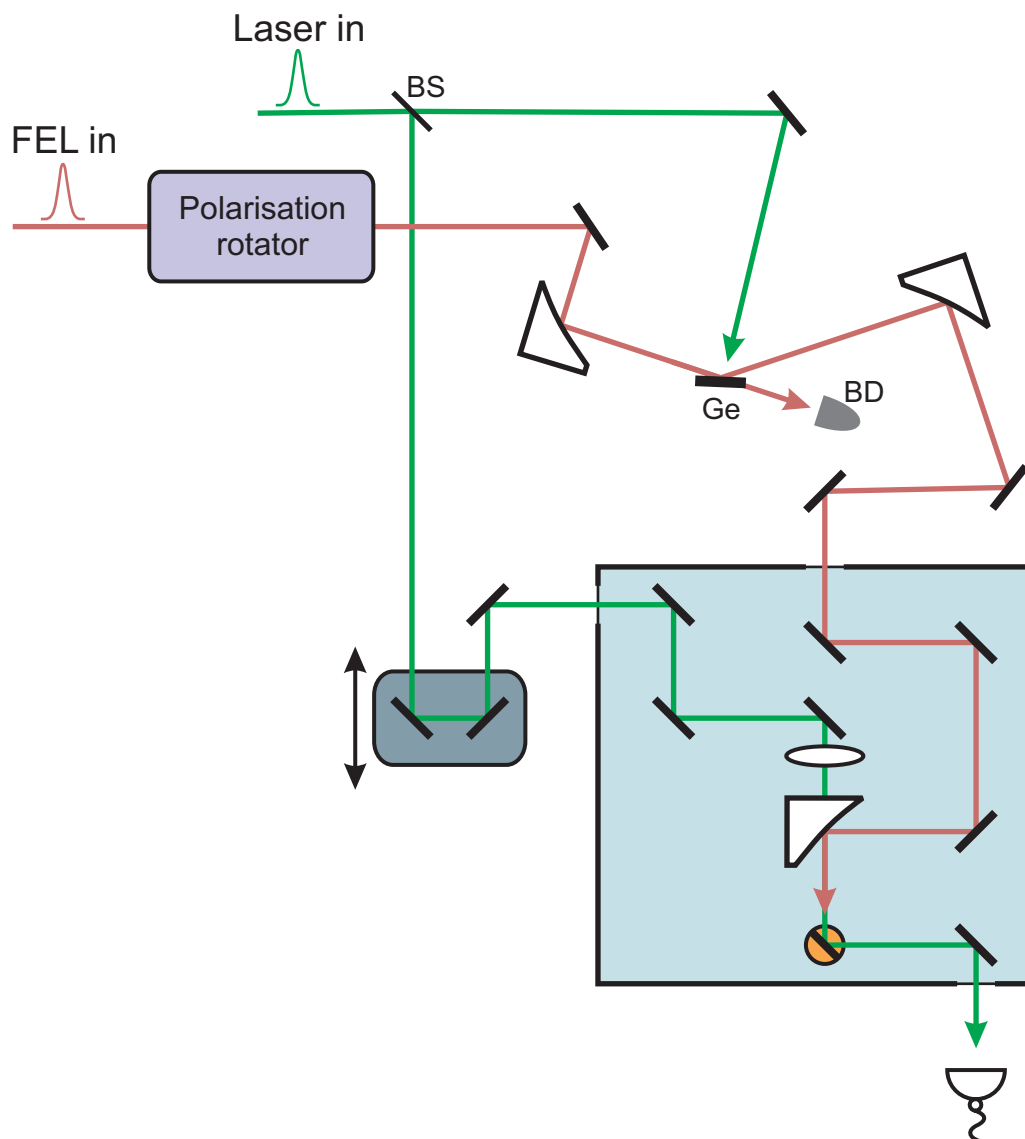 Laser in
BS
FEL in
Polarisation
rotator
Ge
BD